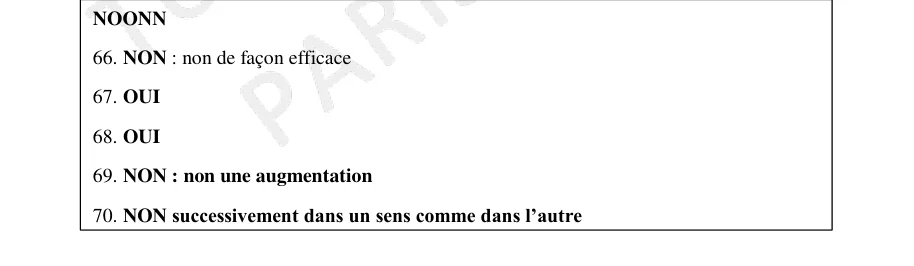 NOONN
66. NON : non de façon efficace
67. OUI
68. OUI
69. NON : non une augmentation
70. NON successivement dans un sens comme dans l’autre
PARIS